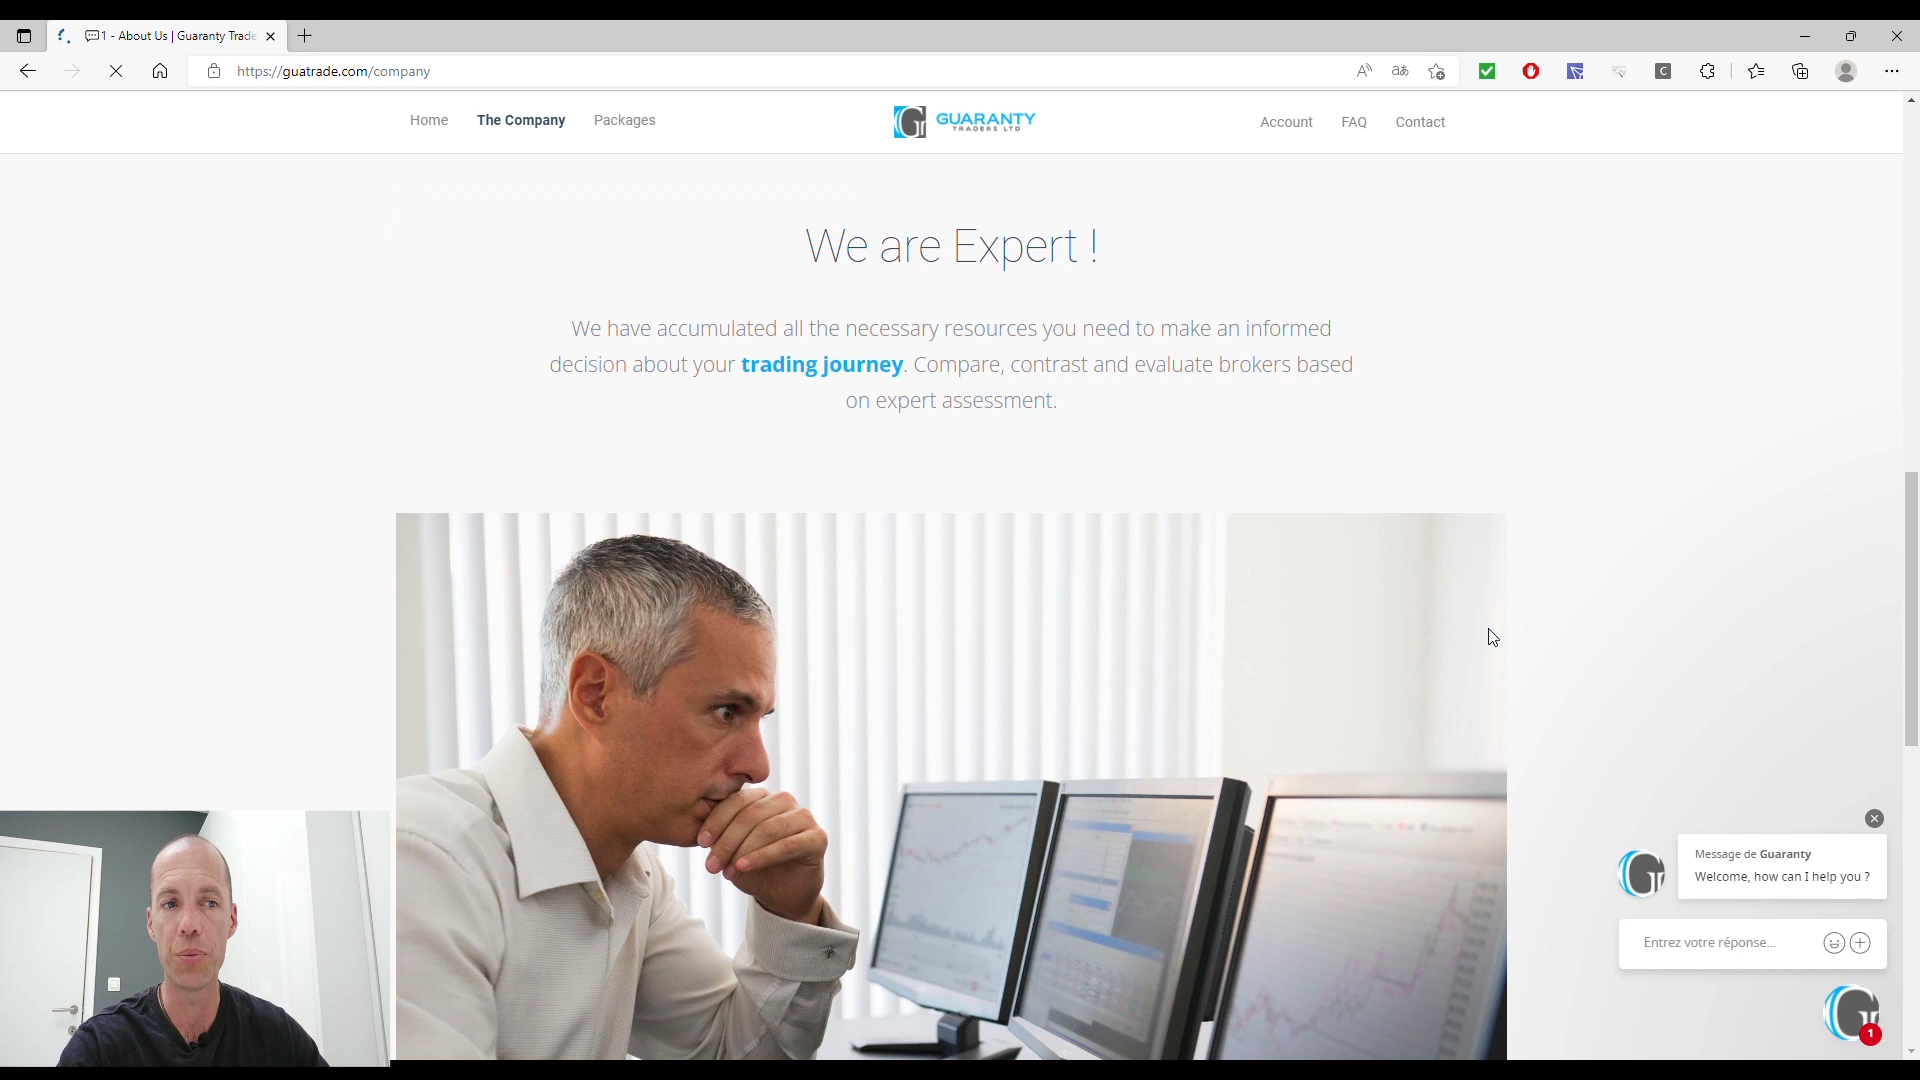 1 - About Us | Guaranty Trade
https://guatrade.com/company
Home The Company Packages
GUARANTY
TRADERS LTD
Account FAQ Contact
We are Expert !
We have accumulated all the necessary resources you need to make an informed
decision about your trading journey. Compare, contrast and evaluate brokers based
on expert assessment.
Message de Guaranty
Welcome, how can I help you ?
Entrez votre réponse...
1